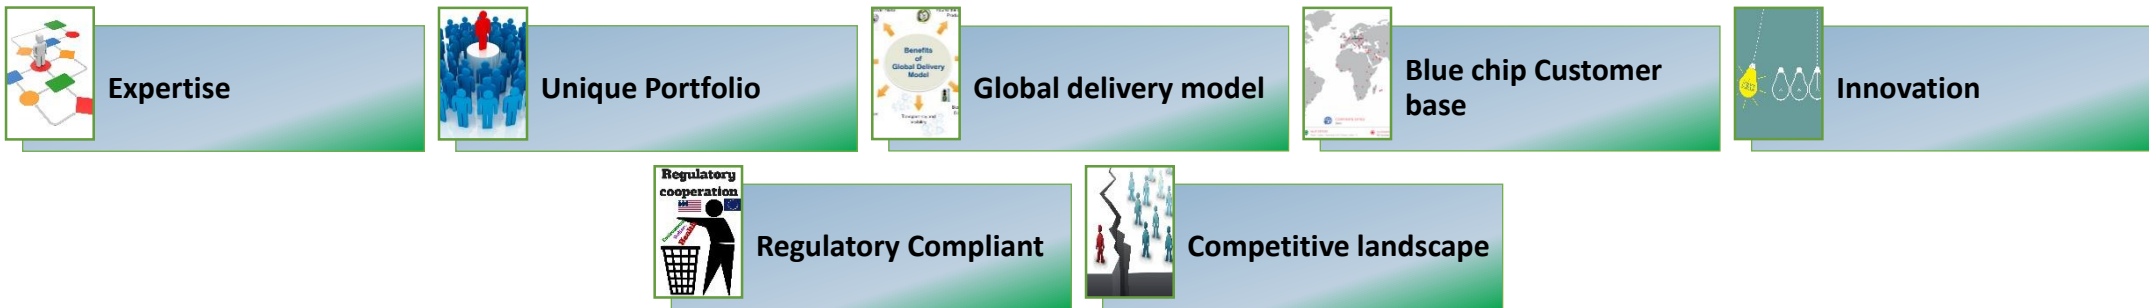 Expertise
Unique Portfolio
Benefits
of
Global Delivery
Model
Global delivery model
Blue chip Customer
base
Innovation
Regulatory
cooperation
Health
Regulatory Compliant
Competitive landscape